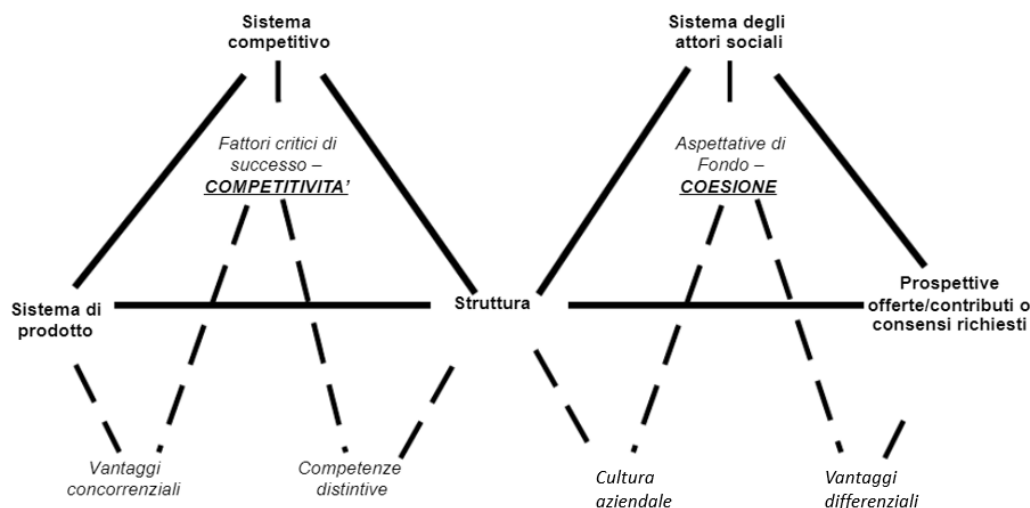 Sistema
competitivo
Sistema degli
attori sociali
Fattori critici di
successo –
COMPETITIVITA'
Aspettative di
Fondo –
COESIONE
Sistema di
prodotto
Struttura
Prospettive
offerte/contributi o
consensi richiesti
Vantaggi
concorrenziali
Competenze
distintive
Cultura
aziendale
Vantaggi
differenziali